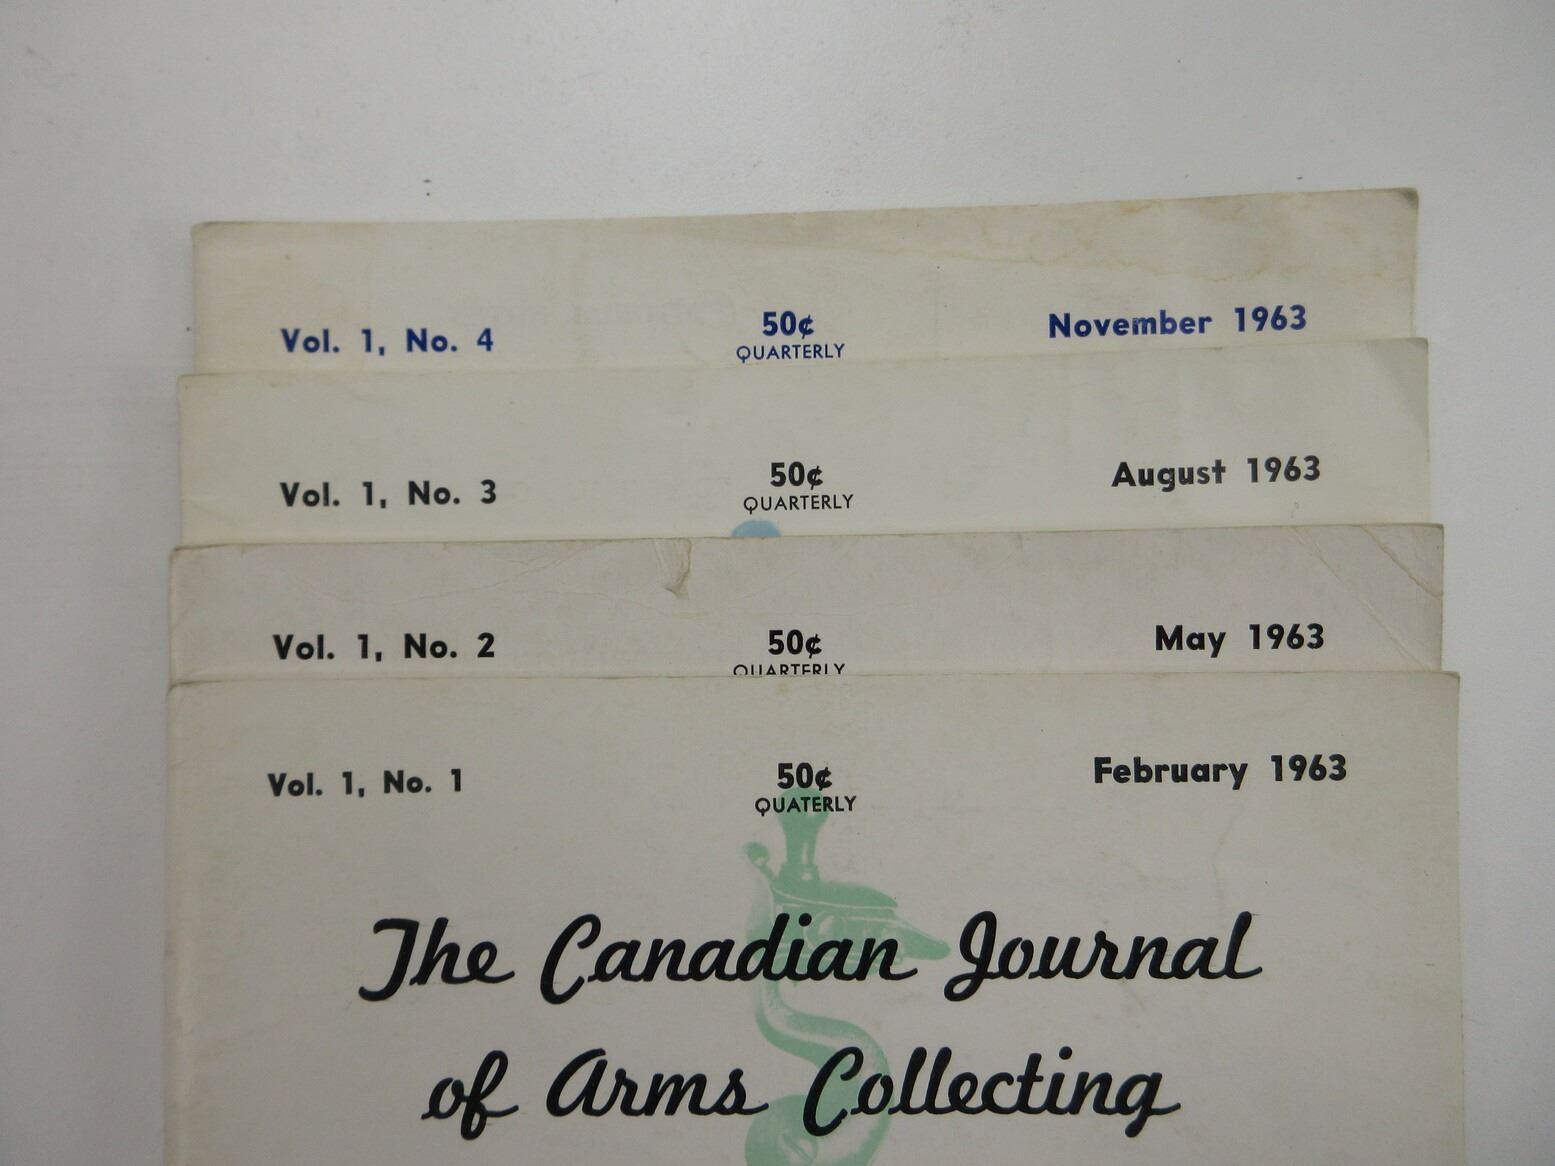 Vol. 1, No. 4 50¢ November 1963
QUARTERLY
Vol. 1, No. 3 50¢ August 1963
QUARTERLY
Vol. 1, No. 2 50¢ May 1963
QUARTERLY
Vol. 1, No. 1 50¢ February 1963
QUATERLY
The Canadian Journal
of Arms Collecting